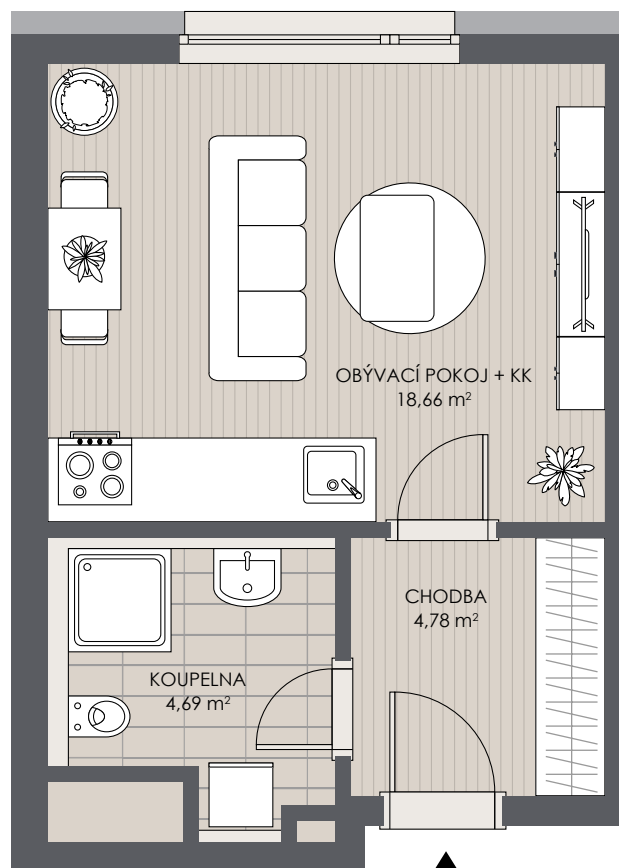 OBÝVACÍ POKOJ + KK
18,66 m²
CHODBA
4,78 m²
KOUPELNA
4,69 m²